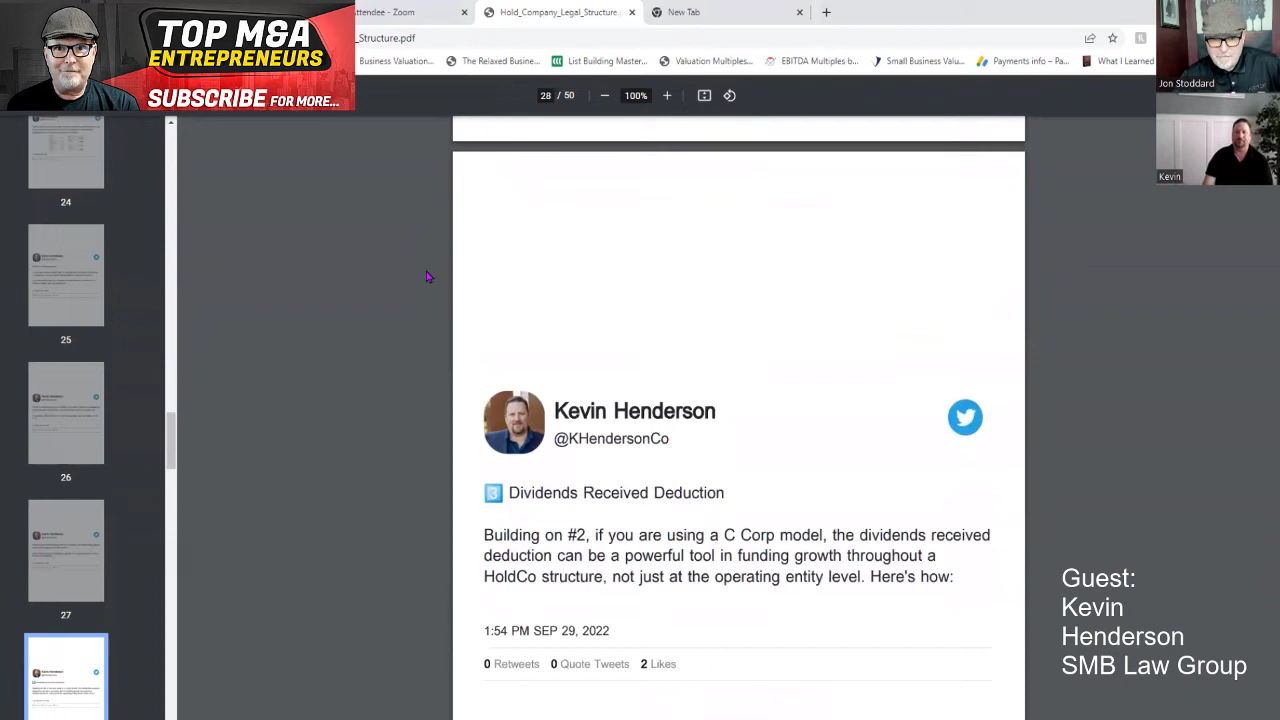 TOP M&A
ENTREPRENEURS
SUBSCRIBE FOR MORE...
ttendee - Zoom
Hold_Company_Legal_Structure
New Tab
_Structure.pdf
Business Valuation...
The Relaxed Busine...
List Building Master...
Valuation Multiples...
EBITDA Multiples b...
Small Business Valu...
Payments info – Pa...
What I Learned
28 / 50
100%
Jon Stoddard
Kevin
24
25
26
27
Kevin Henderson
@KHendersonCo
3 Dividends Received Deduction
Building on #2, if you are using a C Corp model, the dividends received
deduction can be a powerful tool in funding growth throughout a
HoldCo structure, not just at the operating entity level. Here's how:
1:54 PM SEP 29, 2022
0 Retweets 0 Quote Tweets 2 Likes
Guest:
Kevin
Henderson
SMB Law Group